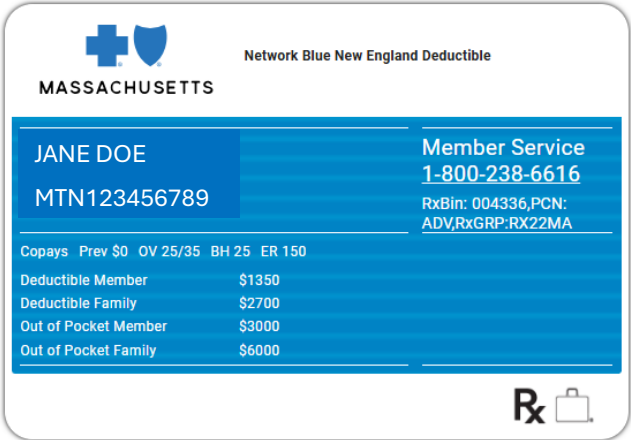 Network Blue New England Deductible
MASSACHUSETTS
JANE DOE
MTN123456789
Member Service
1-800-238-6616
RxBin: 004336,PCN:
ADV,RxGRP:RX22MA
Copays Prev $0 OV 25/35 BH 25 ER 150
Deductible Member $1350
Deductible Family $2700
Out of Pocket Member $3000
Out of Pocket Family $6000
Rx